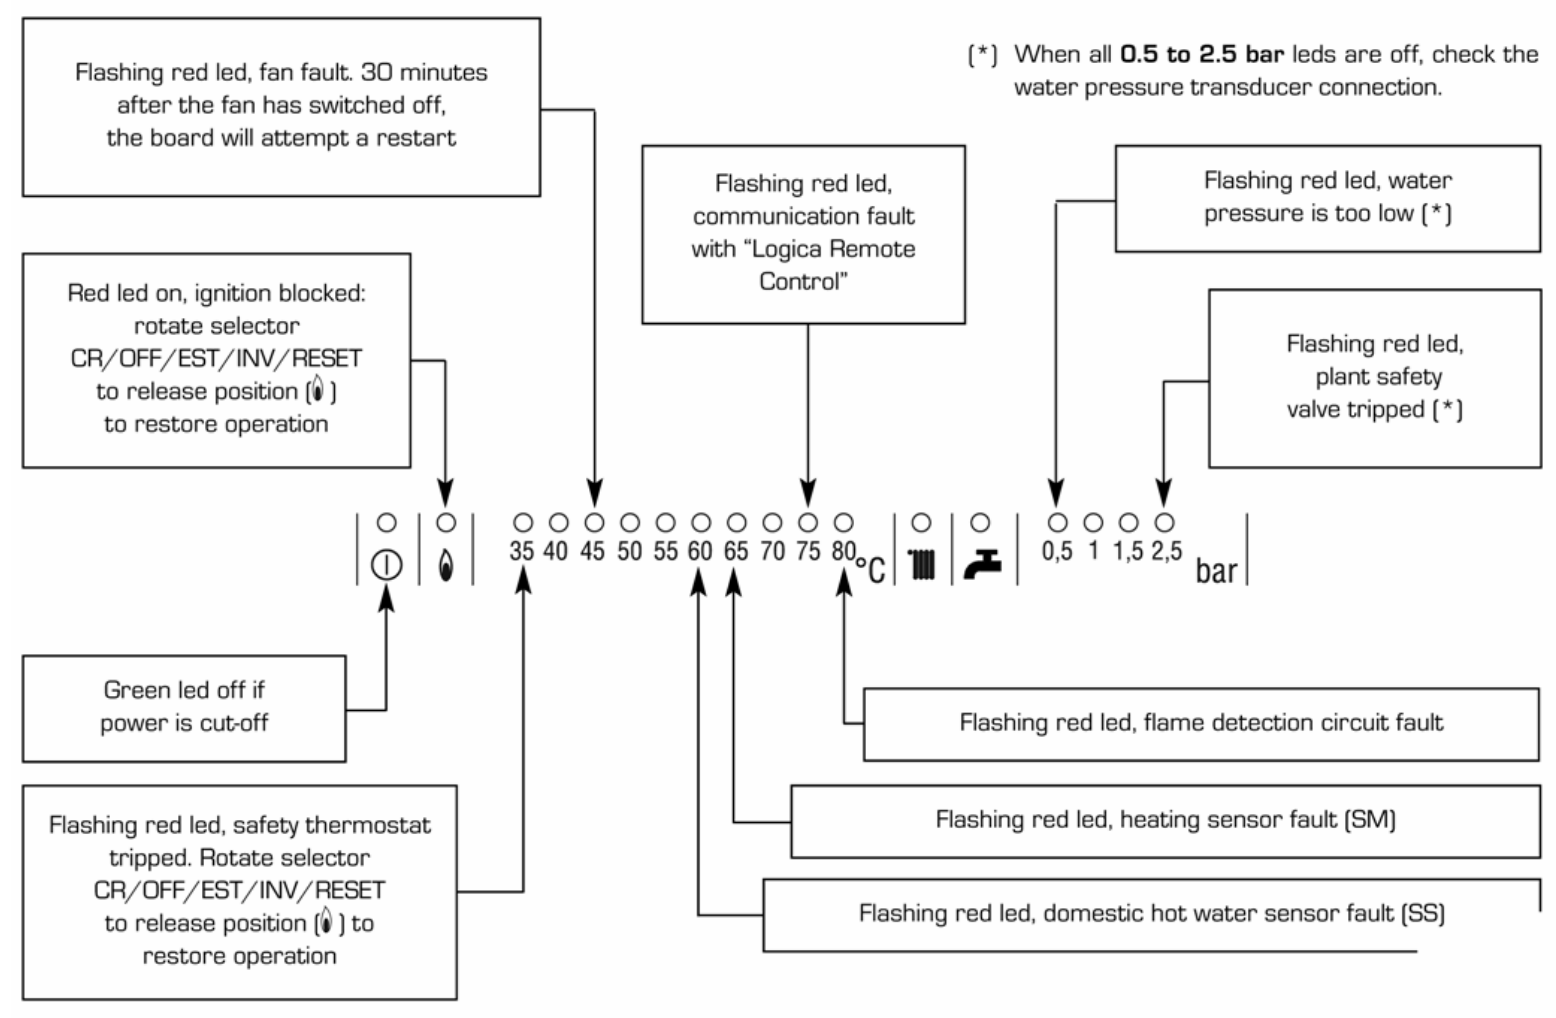 Flashing red led, fan fault. 30 minutes
after the fan has switched off,
the board will attempt a restart
(*) When all 0.5 to 2.5 bar leds are off, check the
water pressure transducer connection.
Flashing red led,
communication fault
with “Logica Remote
Control”
Flashing red led, water
pressure is too low (*)
Red led on, ignition blocked:
rotate selector
CR/OFF/EST/INV/RESET
to release position ( )
to restore operation
Flashing red led,
plant safety
valve tripped (*)
35 40 45 50 55 60 65 70 75 80 °C
0,5 1 1,5 2,5 bar
Green led off if
power is cut-off
Flashing red led, flame detection circuit fault
Flashing red led, safety thermostat
tripped. Rotate selector
CR/OFF/EST/INV/RESET
to release position ( ) to
restore operation
Flashing red led, heating sensor fault (SM)
Flashing red led, domestic hot water sensor fault (SS)